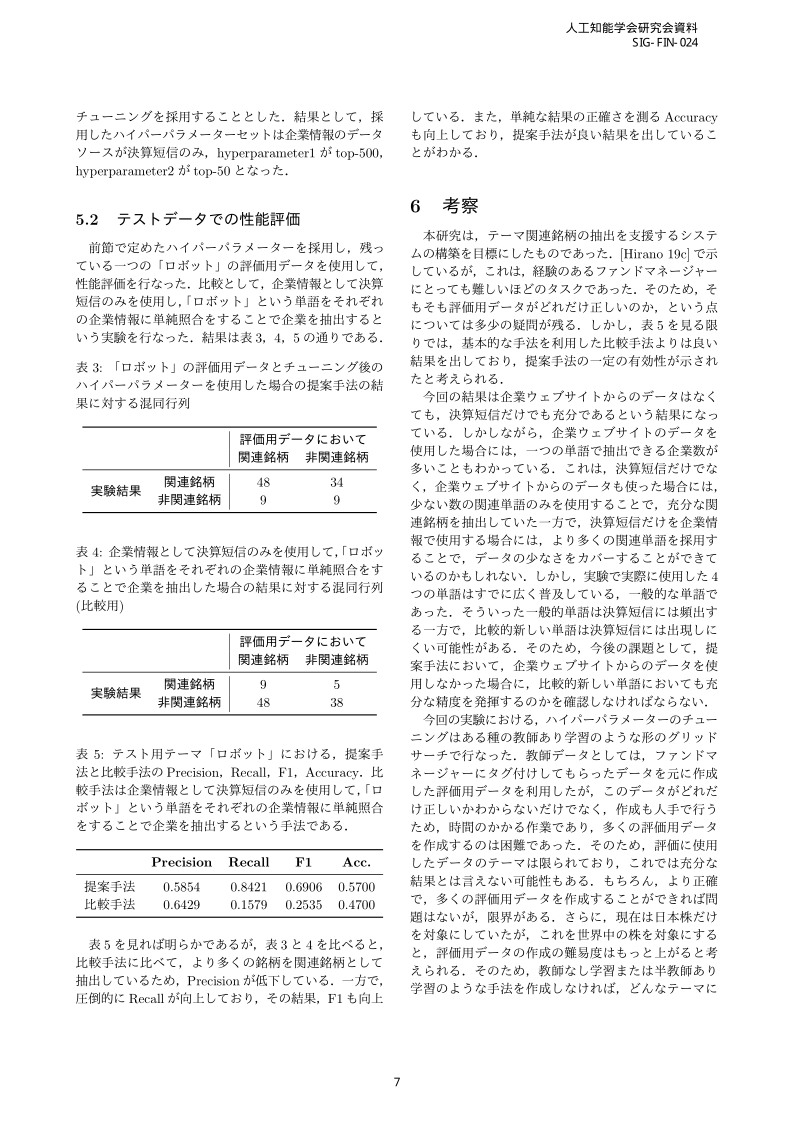 人工知能学会研究会資料
SIG-FIN-024
チューニングを採用することとした．結果として，採
用したハイパーパラメーターセットは企業情報のデータ
ソースが決算短信のみ，hyperparameter1 が top-500,
hyperparameter2 が top-50 となった．
5.2 テストデータでの性能評価
前節で定めたハイパーパラメーターを採用し，残っ
ている一つの「ロボット」の評価用データを使用して，
性能評価を行なった．比較として，企業情報として決算
短信のみを使用し，「ロボット」という単語をそれぞれ
の企業情報に単純照合をすることで企業を抽出すると
いう実験を行なった．結果は表 3，4，5 の通りである．
表 3: 「ロボット」の評価用データとチューニング後の
ハイパーパラメーターを使用した場合の提案手法の結
果に対する混同行列
評価用データにおいて
関連銘柄 非関連銘柄
実験結果 関連銘柄 48 34
非関連銘柄 9 9
表 4: 企業情報として決算短信のみを使用して，「ロボッ
ト」という単語をそれぞれの企業情報に単純照合をす
ることで企業を抽出した場合の結果に対する混同行列
(比較用)
評価用データにおいて
関連銘柄 非関連銘柄
実験結果 関連銘柄 9 5
非関連銘柄 48 38
表 5: テスト用テーマ「ロボット」における，提案手
法と比較手法の Precision，Recall，F1，Accuracy．比
較手法は企業情報として決算短信のみを使用して，「ロ
ボット」という単語をそれぞれの企業情報に単純照合
をすることで企業を抽出するという手法である．
Precision Recall F1 Acc.
提案手法 0.5854 0.8421 0.6906 0.5700
比較手法 0.6429 0.1579 0.2535 0.4700
表 5 を見れば明らかであるが，表 3 と 4 を比べると，
比較手法に比べて，より多くの銘柄を関連銘柄として
抽出しているため，Precision が低下している．一方で，
圧倒的に Recall が向上しており，その結果，F1 も向上
している．また，単純な結果の正確さを測る Accuracy
も向上しており，提案手法が良い結果を出しているこ
とがわかる．
6 考察
本研究は，テーマ関連銘柄の抽出を支援するシステ
ムの構築を目標にしたものであった．[Hirano 19c] で示
しているが，これは，経験のあるファンドマネージャー
にとっても難しいほどのタスクであった．そのため，そ
もそも評価用データがどれだけ正しいのか，という点
については多少の疑問が残る．しかし，表 5 を見る限
りでは，基本的な手法を利用した比較手法よりは良い
結果を出しており，提案手法の一定の有効性が示され
たと考えられる．
今回の結果は企業ウェブサイトからのデータはなく
ても，決算短信だけでも充分であるという結果になっ
ている．しかしながら，企業ウェブサイトのデータを
使用した場合には，一つの単語で抽出できる企業数が
多いこともわかっている．これは，決算短信だけでな
く，企業ウェブサイトからのデータも使った場合には，
少ない数の関連単語のみを使用することで，充分な関
連銘柄を抽出していた一方で，決算短信だけを企業情
報で使用する場合には，より多くの関連単語を採用す
ることで，データの少なさをカバーすることができて
いるのかもしれない．しかし，実験で実際に使用した 4
つの単語はすでに広く普及している，一般的な単語で
あった．そういった一般的単語は決算短信には頻出す
る一方で，比較的新しい単語は決算短信には出現しに
くい可能性がある．そのため，今後の課題として，提
案手法において，企業ウェブサイトからのデータを使
用しなかった場合に，比較的新しい単語においても充
分な精度を発揮するのかを確認しなければならない．
今回の実験における，ハイパーパラメーターのチュー
ニングはある種の教師あり学習のような形のグリッド
サーチで行なった．教師データとしては，ファンドマ
ネージャーにタグ付けしてもらったデータを元に作成
した評価用データを利用したが，このデータがどれだ
け正しいかわからないだけでなく，作成も人手で行う
ため，時間のかかる作業であり，多くの評価用データ
を作成するのは困難であった．そのため，評価に使用
したデータのテーマは限られており，これでは充分な
結果とは言えない可能性もある．もちろん，より正確
で，多くの評価用データを作成することができれば問
題はないが，限界がある．さらに，現在は日本株だけ
を対象にしていたが，これを世界中の株を対象にする
と，評価用データの作成の難易度はもっと上がると考
えられる．そのため，教師なし学習または半教師あり
学習のような手法を作成しなければ，どんなテーマに
7